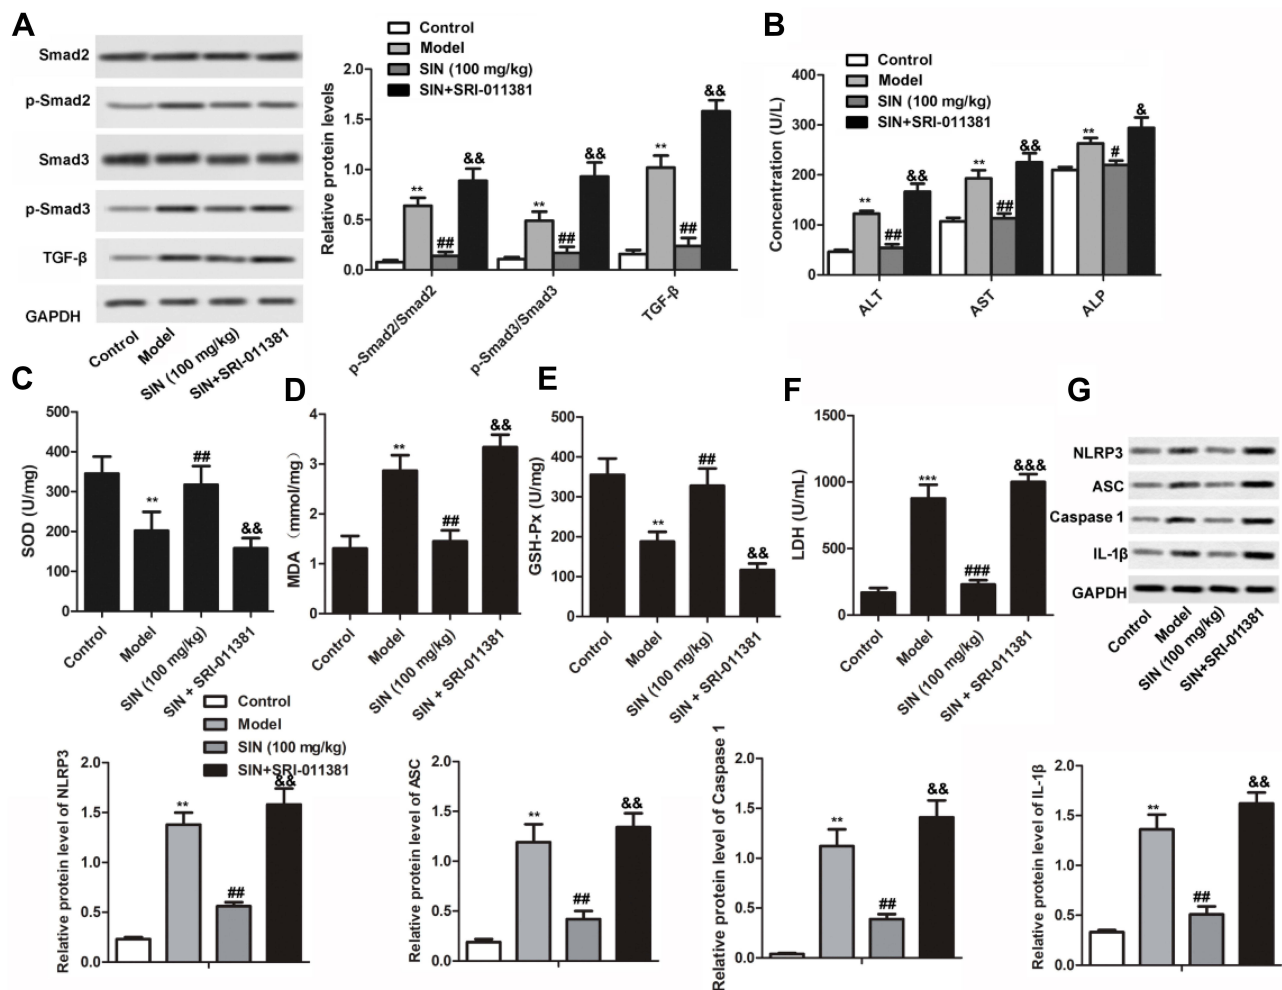 A
Smad2
p-Smad2
Smad3
p-Smad3
TGF-β
GAPDH
Control
Model
SIN (100 mg/kg)
SIN+SRI-011381
Control
Model
SIN (100 mg/kg)
SIN+SRI-011381
Relative protein levels
2.0
1.5
1.0
0.5
0.0
**
##
&&
**
##
&&
**
##
&&
p-Smad2/Smad2
p-Smad3/Smad3
TGF-β
B
Control
Model
SIN (100 mg/kg)
SIN+SRI-011381
Concentration (U/L)
400
300
200
100
0
**
##
&&
**
##
&&
**
#
&
ALT
AST
ALP
C
SOD (U/mg)
500
400
300
200
100
0
**
##
&&
Control
Model
SIN (100 mg/kg)
SIN + SRI-011381
D
MDA （mmol/mg）
4
3
2
1
0
**
##
&&
Control
Model
SIN (100 mg/kg)
SIN + SRI-011381
E
GSH-Px (U/mg)
500
400
300
200
100
0
**
##
&&
Control
Model
SIN (100 mg/kg)
SIN + SRI-011381
F
LDH (U/mL)
1500
1000
500
0
***
###
&&&
Control
Model
SIN (100 mg/kg)
SIN + SRI-011381
G
NLRP3
ASC
Caspase 1
IL-1β
GAPDH
Control
Model
SIN (100 mg/kg)
SIN+SRI-011381
Control
Model
SIN (100 mg/kg)
SIN+SRI-011381
Relative protein level of NLRP3
2.0
1.5
1.0
0.5
0.0
**
##
&&
Relative protein level of ASC
2.0
1.5
1.0
0.5
0.0
**
##
&&
Relative protein level of Caspase 1
2.0
1.5
1.0
0.5
0.0
**
##
&&
Relative protein level of IL-1β
2.0
1.5
1.0
0.5
0.0
**
##
&&